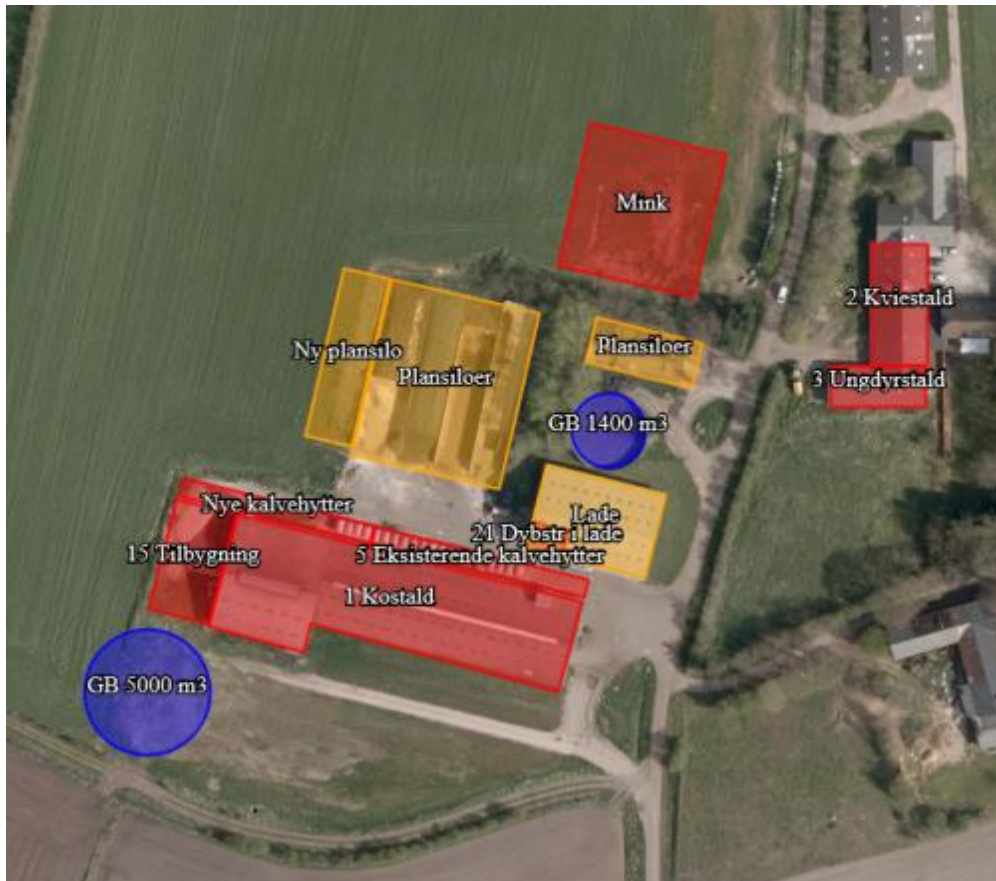 Mink
2 Kviestald
Plansiloer
Ny plansilo
Plansiloer
3 Ungdyrstald
GB 1400 m3
Nye kalvehytter
Lade
21 Dybstr i lade
15 Tilbygning
5 Eksisterende kalvehytter
1 Kostald
GB 5000 m3